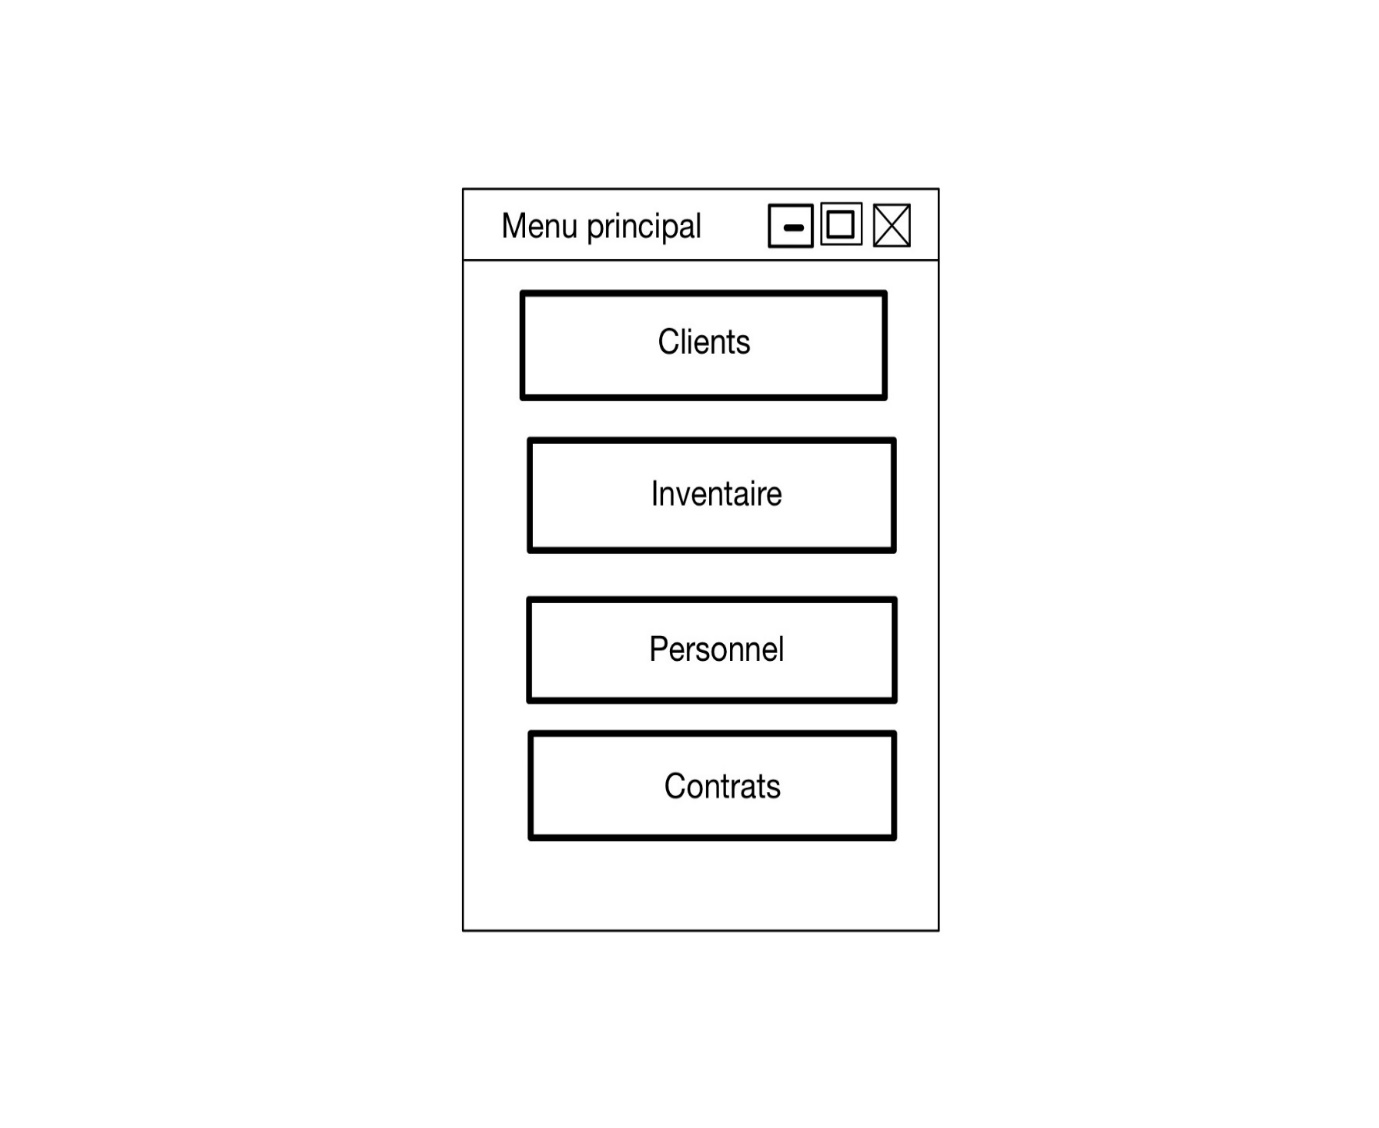 Menu principal
Clients
Inventaire
Personnel
Contrats